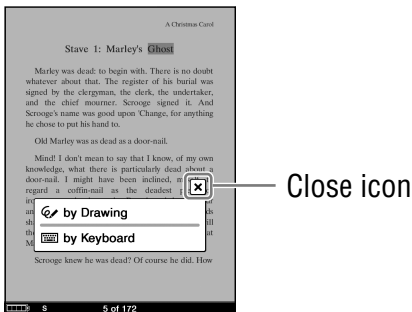 A Christmas Carol
Stave 1: Marley's Ghost
Marley was dead: to begin with. There is no doubt
whatever about that. The register of his burial was
signed by the clergyman, the clerk, the undertaker,
and the chief mourner. Scrooge signed it. And
Scrooge's name was good upon 'Change, for anything
he chose to put his hand to.
Old Marley was as dead as a door-nail.
Mind! I don't mean to say that I know, of my own
knowledge, what there is particularly dead about a
door-nail. I might have been inclined,
regard a coffin-nail as the deadest
by Drawing
by Keyboard
Scrooge knew he was dead? Of course he did. How
S 5 of 172
Close icon